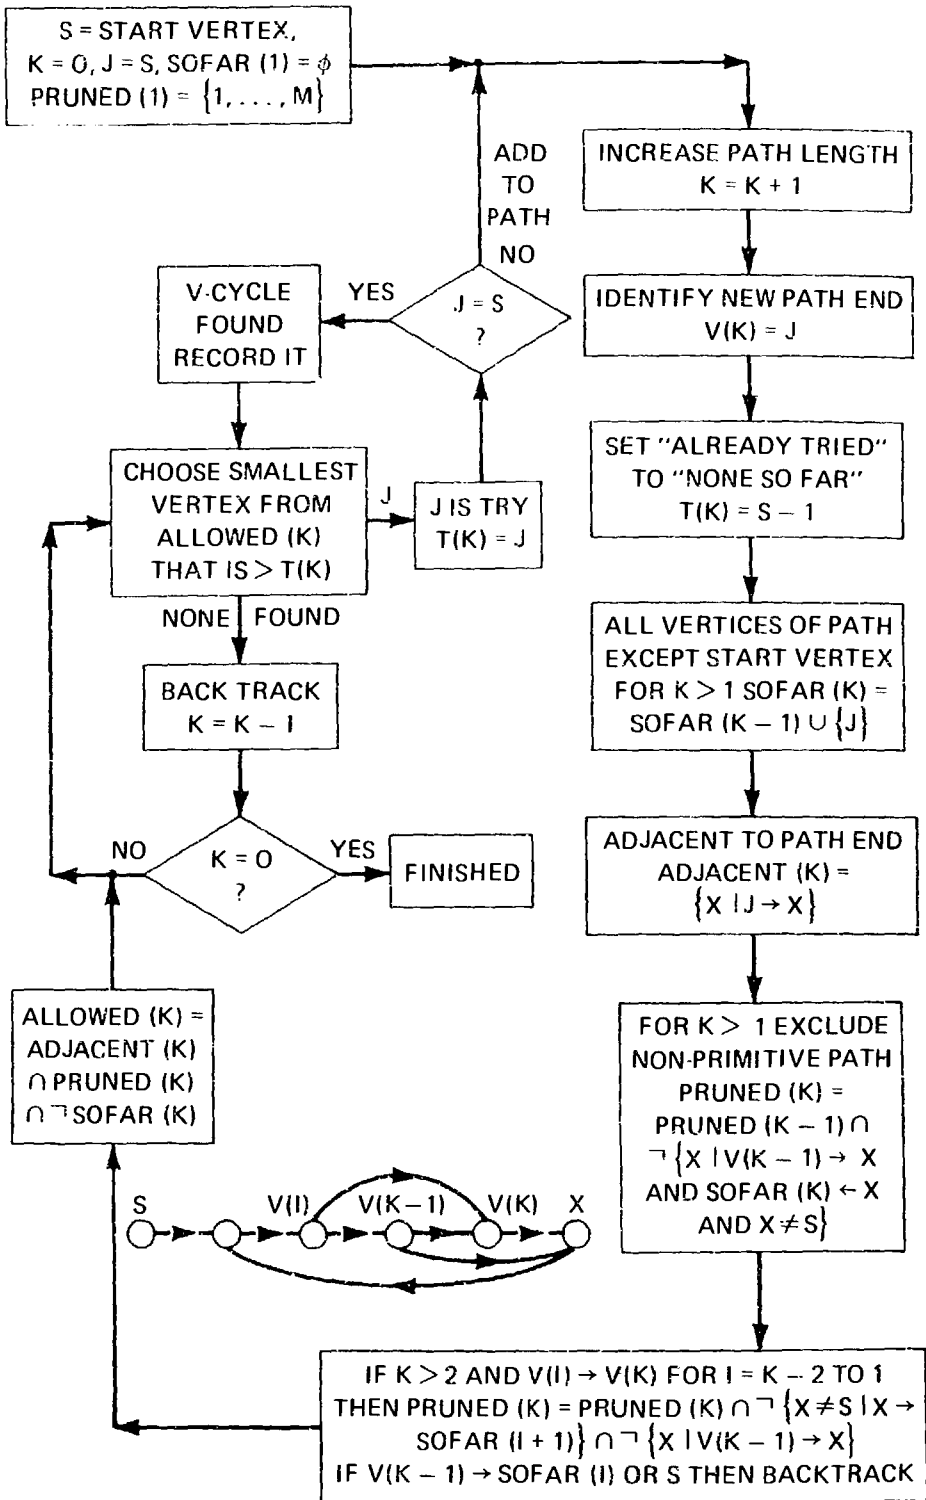 S = START VERTEX,
K = 0, J = S, SOFAR (1) = ϕ
PRUNED (1) = {1, . . . , M}
ADD
TO
PATH
NO
INCREASE PATH LENGTH
K = K + 1
IDENTIFY NEW PATH END
V(K) = J
J = S
?
YES
V-CYCLE
FOUND
RECORD IT
CHOOSE SMALLEST
VERTEX FROM
ALLOWED (K)
THAT IS > T(K)
J
J IS TRY
T(K) = J
SET "ALREADY TRIED"
TO "NONE SO FAR"
T(K) = S − 1
NONE FOUND
BACK TRACK
K = K − 1
ALL VERTICES OF PATH
EXCEPT START VERTEX
FOR K > 1 SOFAR (K) =
SOFAR (K − 1) ∪ {J}
NO
K = 0
?
YES
FINISHED
ADJACENT TO PATH END
ADJACENT (K) =
{X | J → X}
ALLOWED (K) =
ADJACENT (K)
∩ PRUNED (K)
∩ ¬ SOFAR (K)
FOR K > 1 EXCLUDE
NON-PRIMITIVE PATH
PRUNED (K) =
PRUNED (K − 1) ∩
¬ {X | V(K − 1) → X
AND SOFAR (K) ← X
AND X ≠ S}
S V(I) V(K − 1) V(K) X
IF K > 2 AND V(I) → V(K) FOR I = K − 2 TO 1
THEN PRUNED (K) = PRUNED (K) ∩ ¬ {X ≠ S | X →
SOFAR (I + 1)} ∩ ¬ {X | V(K − 1) → X}
IF V(K − 1) → SOFAR (I) OR S THEN BACKTRACK